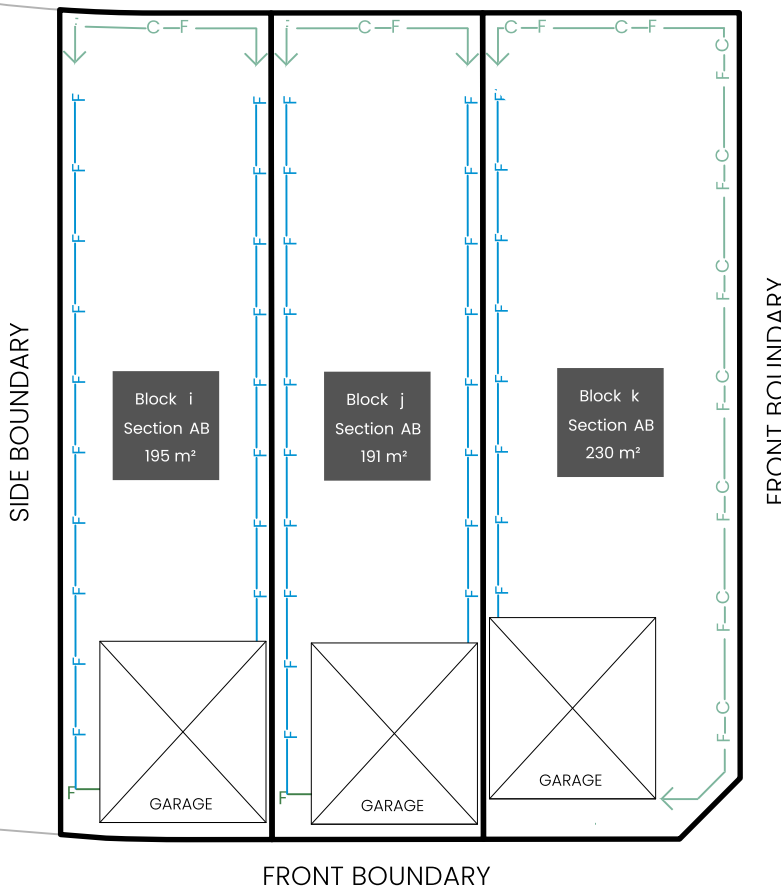 C F C F C F C F
C
F
F F F F F
F F F F F
C
F
F F F F F
C
F
F F F F F
SIDE BOUNDARY
FRONT BOUNDARY
C
F
F F F F F
Block i
Section AB
195 m²
Block j
Section AB
191 m²
Block k
Section AB
230 m²
F F F F F
C
F
F F F F F
F F F F F
C
F
F F
C
F
F F
GARAGE
GARAGE
GARAGE
F F
FRONT BOUNDARY